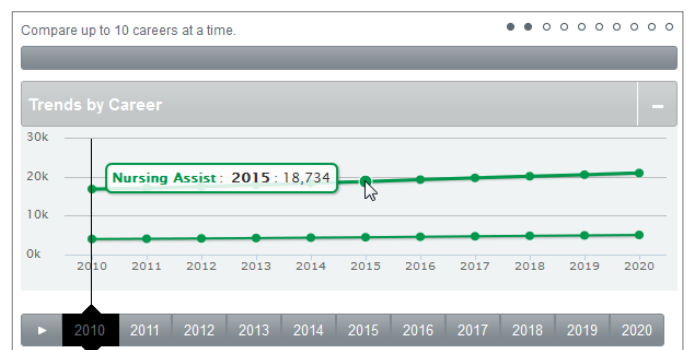 Compare up to 10 careers at a time.
Trends by Career
30k
20k
Nursing Assist: 2015: 18,734
10k
0k
2010 2011 2012 2013 2014 2015 2016 2017 2018 2019 2020
2010 2011 2012 2013 2014 2015 2016 2017 2018 2019 2020